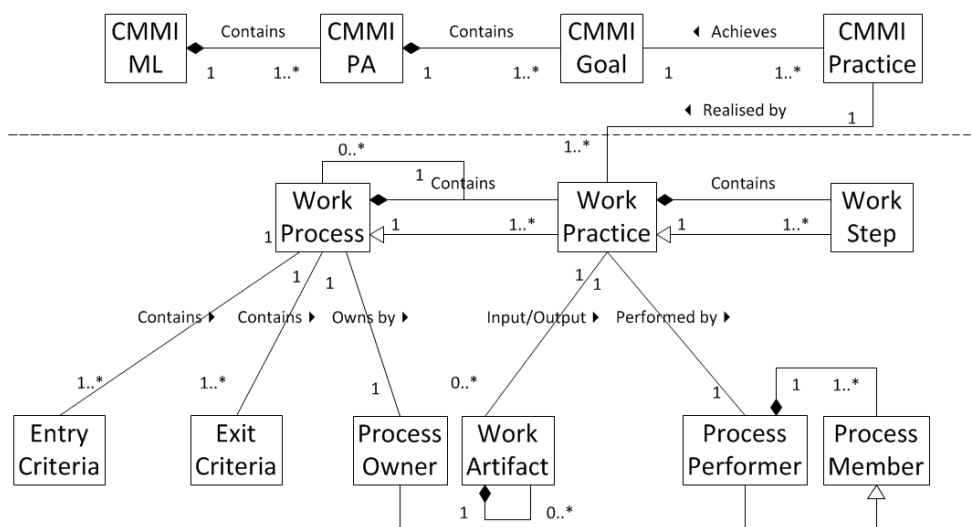 CMMI
ML
Contains
1
1..*
CMMI
PA
Contains
1
1..*
CMMI
Goal
◀ Achieves
1
1..*
CMMI
Practice
◀ Realised by
1
1..*
0..*
1
Contains
Work
Process
1
1
1..*
Work
Practice
Contains
1
1..*
Work
Step
1
1
1
1
1
Contains ▶
Contains ▶
Owns by ▶
Input/Output ▶
Performed by ▶
1..*
1..*
1
0..*
1
1
1..*
Entry
Criteria
Exit
Criteria
Process
Owner
Work
Artifact
Process
Performer
Process
Member
1
0..*